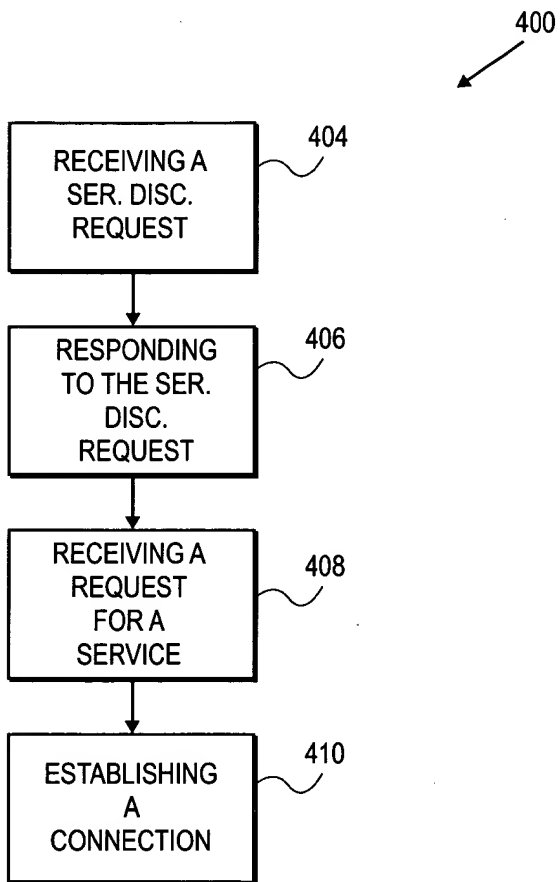 400
RECEIVING A
SER. DISC.
REQUEST
404
RESPONDING
TO THE SER.
DISC.
REQUEST
406
RECEIVING A
REQUEST
FOR A
SERVICE
408
ESTABLISHING
A
CONNECTION
410